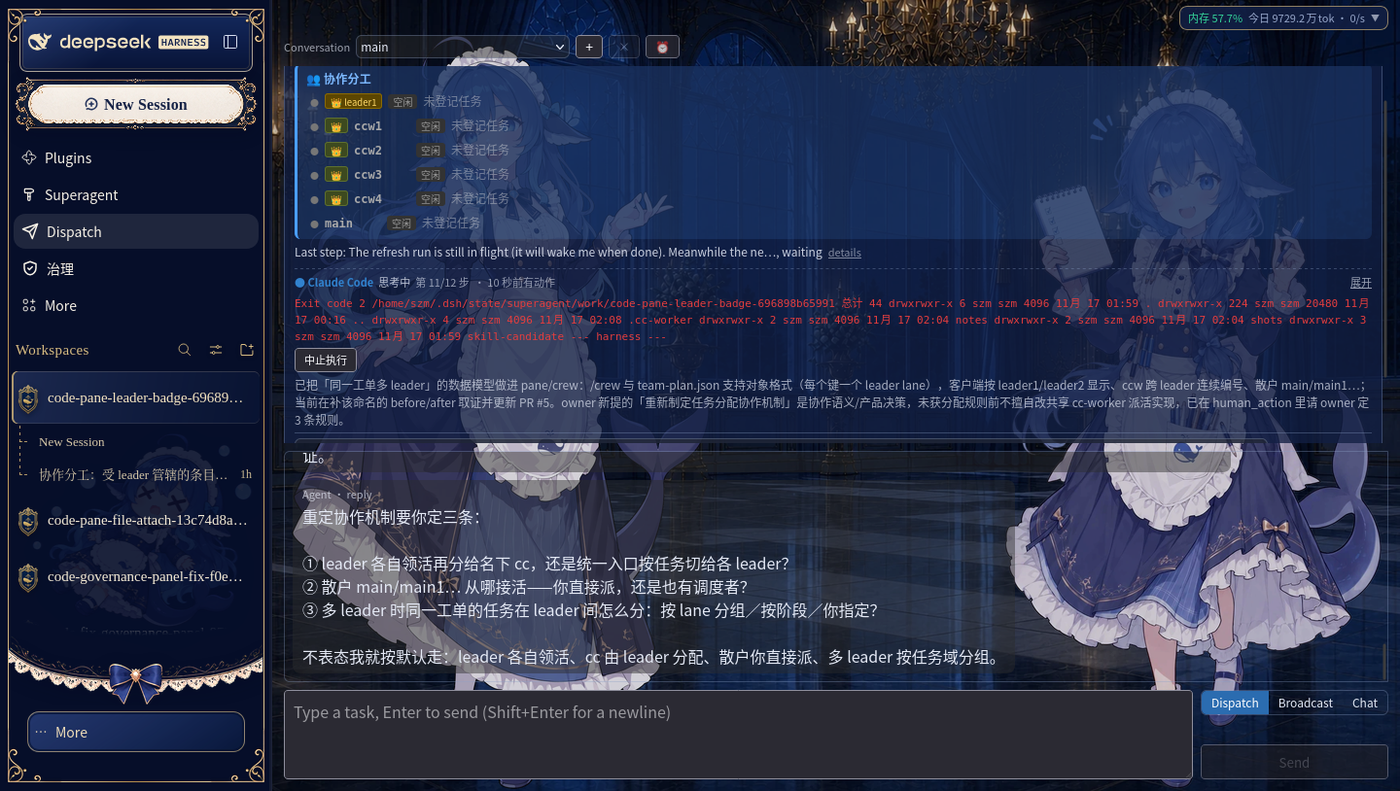 deepseek HARNESS
New Session
Plugins
Superagent
Dispatch
治理
More
Workspaces
code-pane-leader-badge-69689...
New Session
协作分工：受 leader 管辖的条目... 1h
code-pane-file-attach-13c74d8a...
code-governance-panel-fix-f0e...
··· More
内存 57.7% 今日 9729.2万 tok · 0/s ▼
Conversation main + × ⏰
👥 协作分工
👑 leader1 空闲 未登记任务
👑 ccw1 空闲 未登记任务
👑 ccw2 空闲 未登记任务
👑 ccw3 空闲 未登记任务
👑 ccw4 空闲 未登记任务
main 空闲 未登记任务
Last step: The refresh run is still in flight (it will wake me when done). Meanwhile the ne…, waiting details
Claude Code 思考中 第 11/12 步 · 10 秒前有动作 展开
Exit code 2 /home/szm/.dsh/state/superagent/work/code-pane-leader-badge-696898b65991 总计 44 drwxrwxr-x 6 szm szm 4096 11月 17 01:59 . drwxrwxr-x 224 szm szm 20480 11月
17 00:16 .. drwxrwxr-x 4 szm szm 4096 11月 17 02:08 .cc-worker drwxrwxr-x 2 szm szm 4096 11月 17 02:04 notes drwxrwxr-x 2 szm szm 4096 11月 17 02:04 shots drwxrwxr-x 3
szm szm 4096 11月 17 01:59 skill-candidate --- harness ---
中止执行
已把「同一工单多 leader」的数据模型做进 pane/crew：/crew 与 team-plan.json 支持对象格式（每个键一个 leader lane），客户端按 leader1/leader2 显示、ccw 跨 leader 连续编号、散户 main/main1…；
当前在补该命名的 before/after 取证并更新 PR #5。owner 新提的「重新制定任务分配协作机制」是协作语义/产品决策，未获分配规则前不擅自改共享 cc-worker 派活实现，已在 human_action 里请 owner 定
3 条规则。
证。
Agent · reply
重定协作机制要你定三条：
① leader 各自领活再分给名下 cc，还是统一入口按任务切给各 leader？
② 散户 main/main1… 从哪接活——你直接派，还是也有调度者？
③ 多 leader 时同一工单的任务在 leader 间怎么分：按 lane 分组／按阶段／你指定？
不表态我就按默认走：leader 各自领活、cc 由 leader 分配、散户你直接派、多 leader 按任务域分组。
Type a task, Enter to send (Shift+Enter for a newline)
Dispatch Broadcast Chat
Send